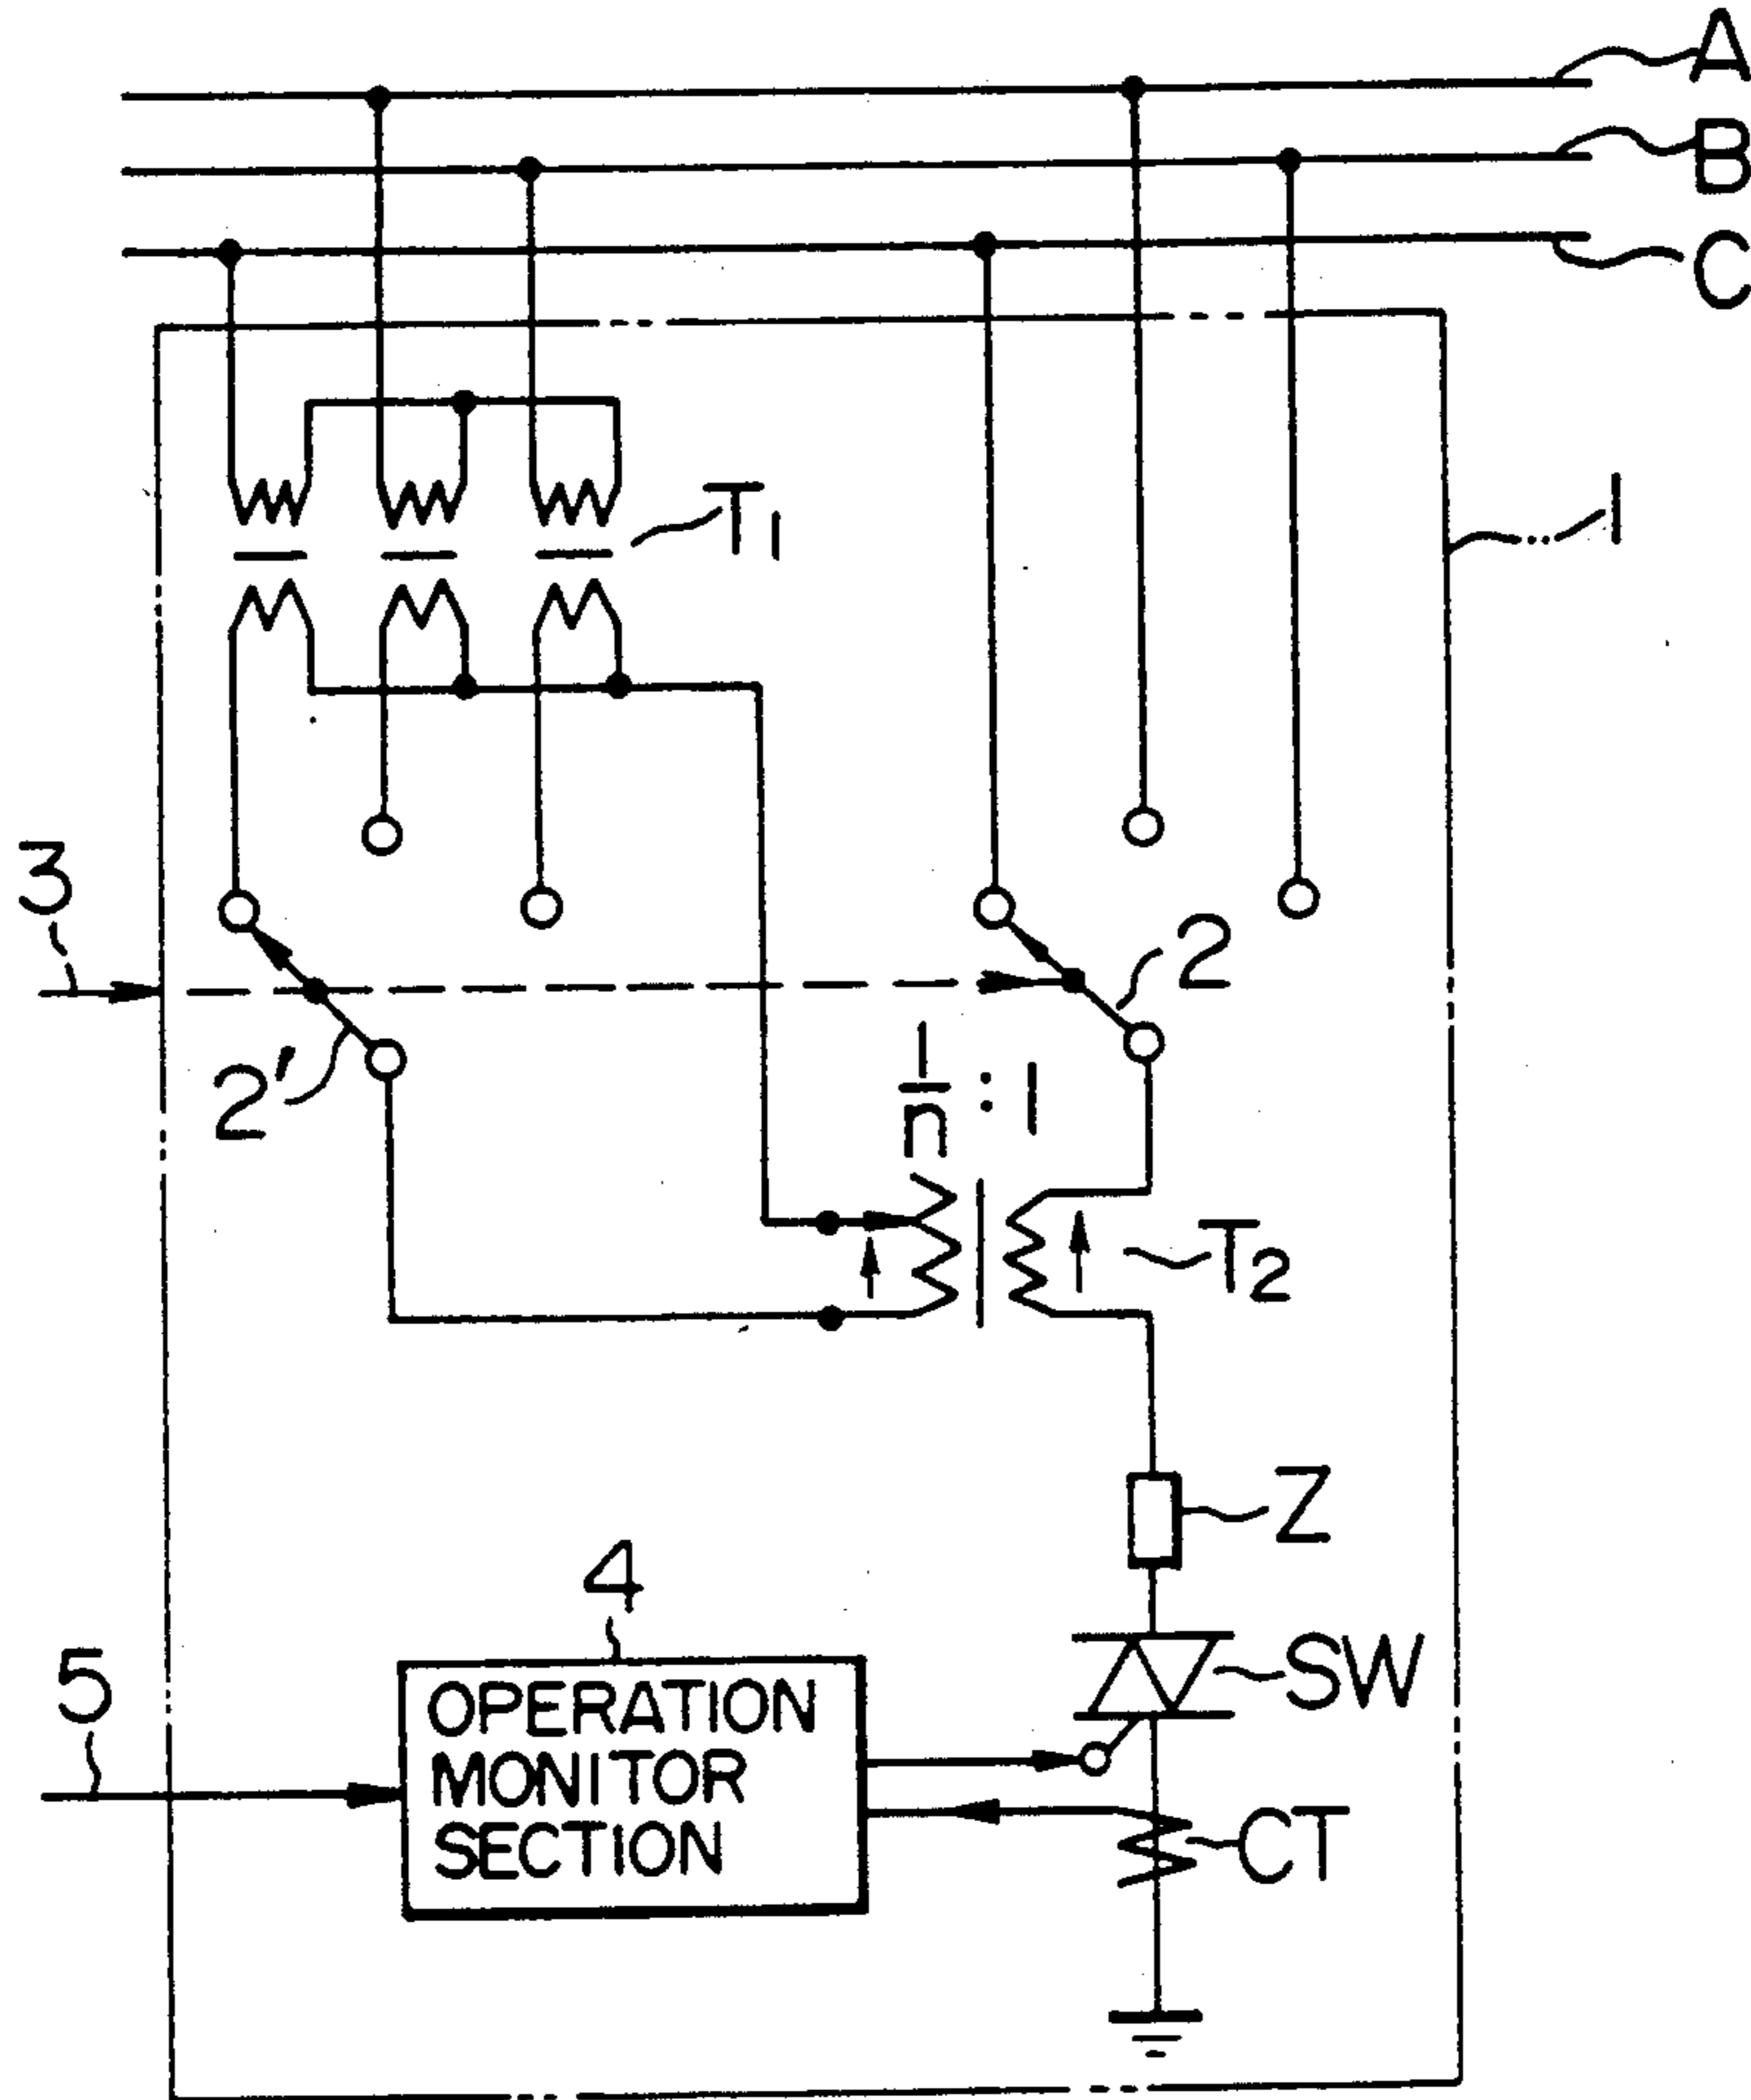 A
B
C
T1
1
3
2
2'
1/n : 1
T2
Z
4
SW
5
OPERATION
MONITOR
SECTION
CT